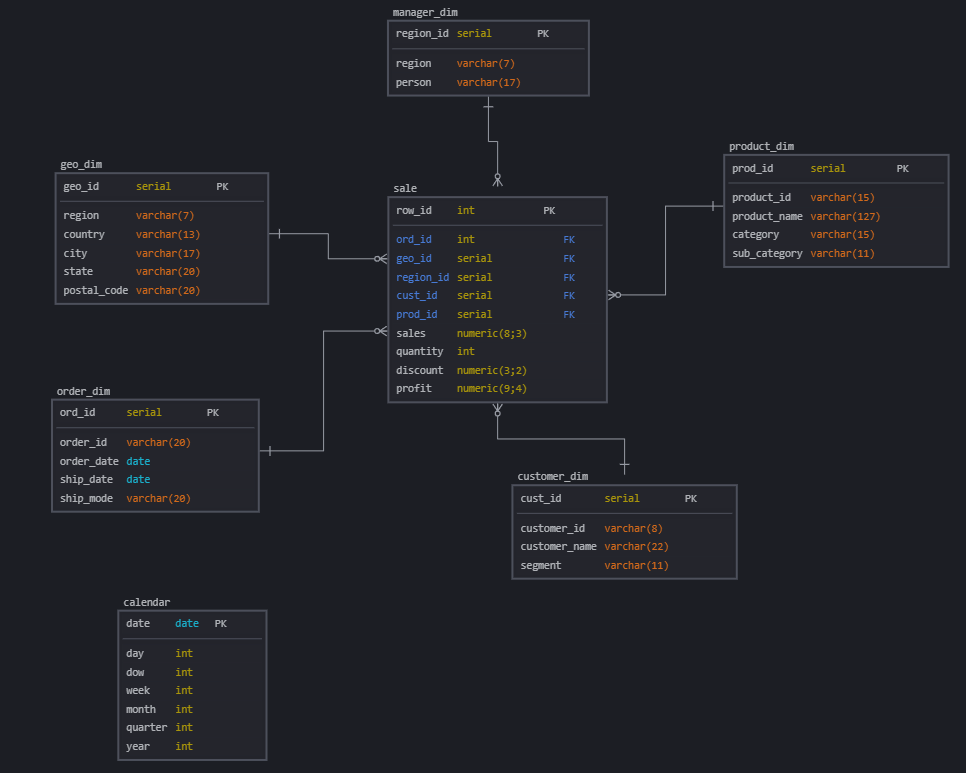 manager_dim
region_id serial PK
region varchar(7)
person varchar(17)
geo_dim
geo_id serial PK
region varchar(7)
country varchar(13)
city varchar(17)
state varchar(20)
postal_code varchar(20)
product_dim
prod_id serial PK
product_id varchar(15)
product_name varchar(127)
category varchar(15)
sub_category varchar(11)
sale
row_id int PK
ord_id int FK
geo_id serial FK
region_id serial FK
cust_id serial FK
prod_id serial FK
sales numeric(8;3)
quantity int
discount numeric(3;2)
profit numeric(9;4)
order_dim
ord_id serial PK
order_id varchar(20)
order_date date
ship_date date
ship_mode varchar(20)
customer_dim
cust_id serial PK
customer_id varchar(8)
customer_name varchar(22)
segment varchar(11)
calendar
date date PK
day int
dow int
week int
month int
quarter int
year int